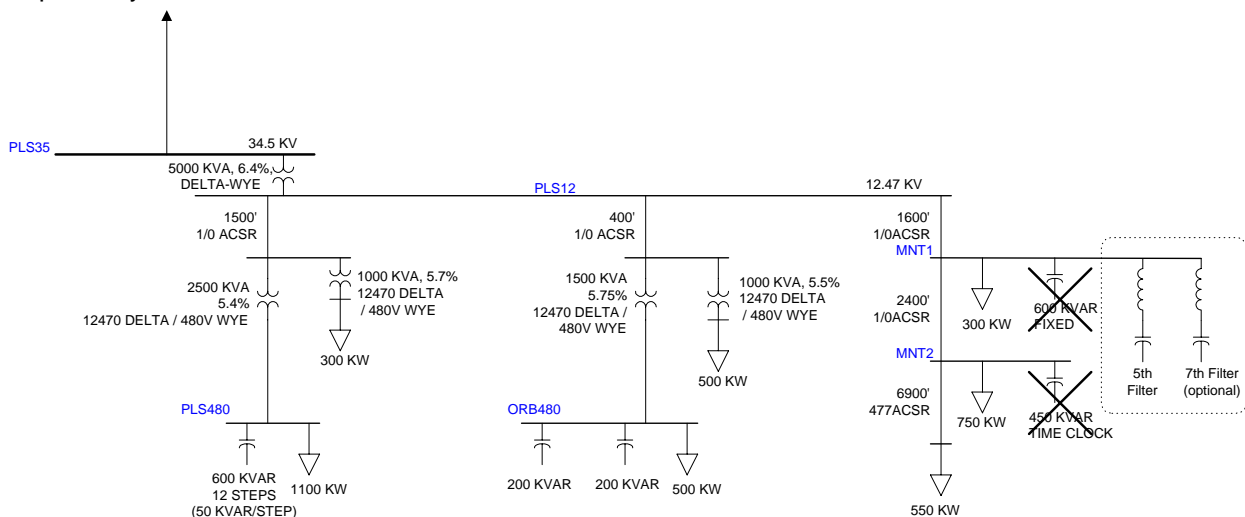 PLS35
34.5 KV
5000 KVA, 6.4%,
DELTA-WYE
PLS12
12.47 KV
1500'
1/0 ACSR
400'
1/0 ACSR
1600'
1/0ACSR
MNT1
2500 KVA
5.4%
12470 DELTA / 480V WYE
1000 KVA, 5.7%
12470 DELTA
/ 480V WYE
300 KW
1500 KVA
5.75%
12470 DELTA /
480V WYE
1000 KVA, 5.5%
12470 DELTA
/ 480V WYE
500 KW
2400'
1/0ACSR
300 KW
600 KVAR
FIXED
5th
Filter
7th Filter
(optional)
MNT2
6900'
477ACSR
750 KW
450 KVAR
TIME CLOCK
550 KW
PLS480
600 KVAR
12 STEPS
(50 KVAR/STEP)
1100 KW
ORB480
200 KVAR
200 KVAR
500 KW